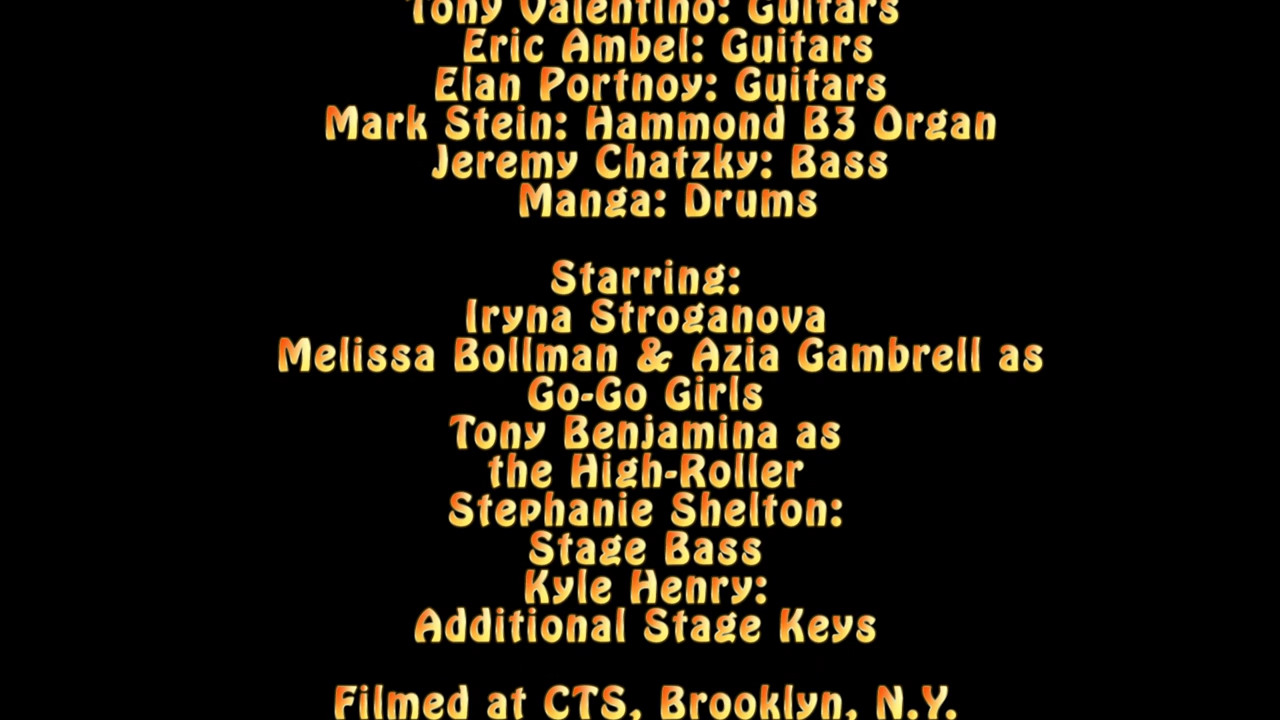 Tony Valentino: Guitars
Eric Ambel: Guitars
Elan Portnoy: Guitars
Mark Stein: Hammond B3 Organ
Jeremy Chatzky: Bass
Manga: Drums
Starring:
Iryna Stroganova
Melissa Bollman & Azia Gambrell as
Go-Go Girls
Tony Benjamina as
the High-Roller
Stephanie Shelton:
Stage Bass
Kyle Henry:
Additional Stage Keys
Filmed at CTS, Brooklyn, N.Y.